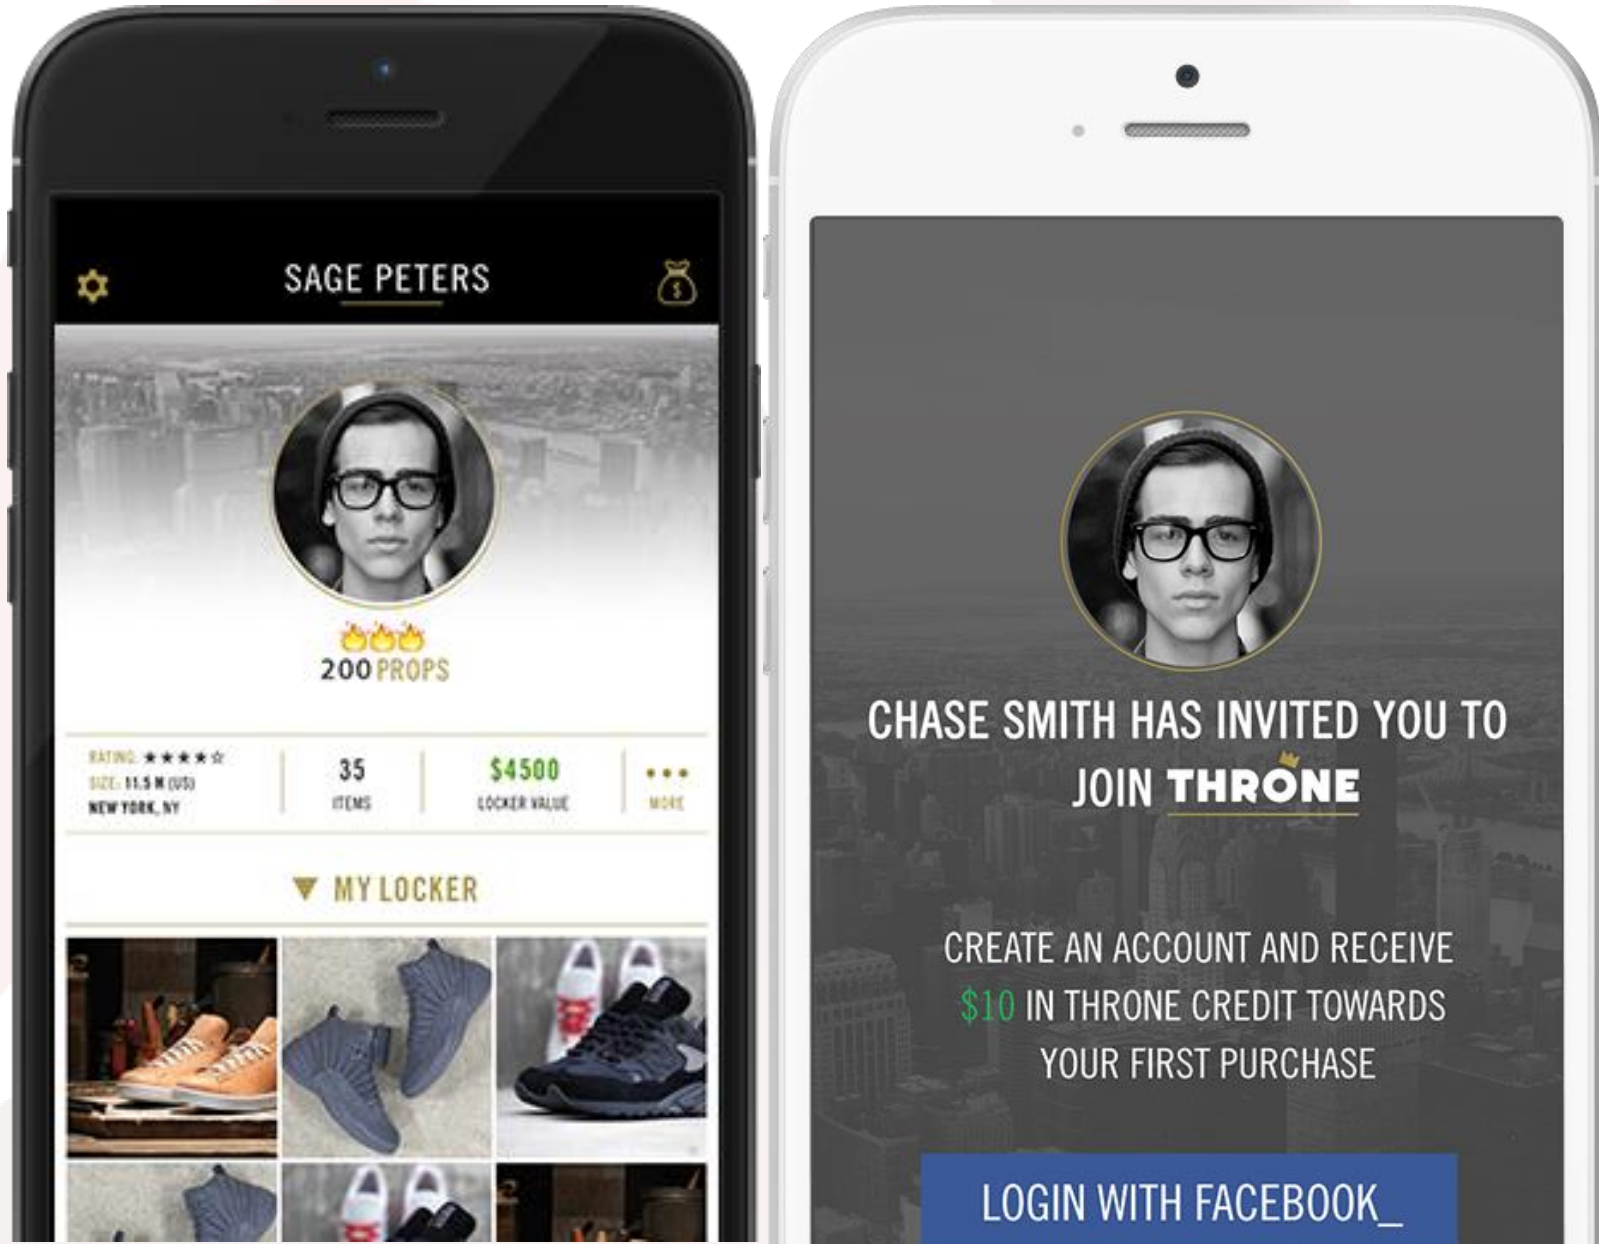 SAGE PETERS
$
200 PROPS
RATING: ★★★★☆
SIZE: 11.5 M (US)
NEW YORK, NY
35
ITEMS
$4500
LOCKER VALUE
MORE
▼ MY LOCKER
CHASE SMITH HAS INVITED YOU TO
JOIN THRONE
CREATE AN ACCOUNT AND RECEIVE
$10 IN THRONE CREDIT TOWARDS
YOUR FIRST PURCHASE
LOGIN WITH FACEBOOK_